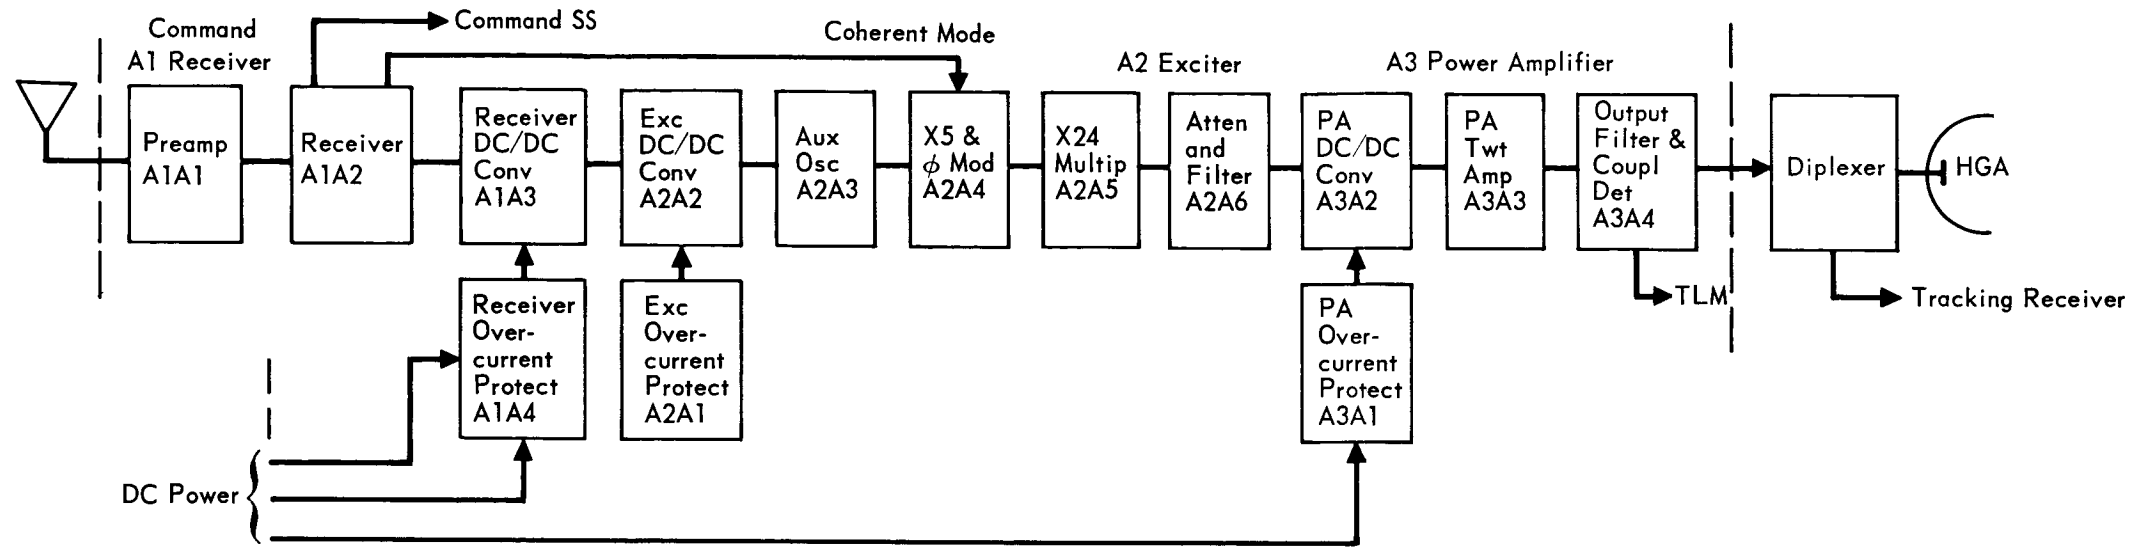 Command SS
Command
A1 Receiver
Coherent Mode
A2 Exciter
A3 Power Amplifier
Preamp
A1A1
Receiver
A1A2
Receiver
DC/DC
Conv
A1A3
Exc
DC/DC
Conv
A2A2
Aux
Osc
A2A3
X5 &
ϕ Mod
A2A4
X24
Multip
A2A5
Atten
and
Filter
A2A6
PA
DC/DC
Conv
A3A2
PA
Twt
Amp
A3A3
Output
Filter &
Coupl
Det
A3A4
Diplexer
HGA
Receiver
Over-
current
Protect
A1A4
Exc
Over-
current
Protect
A2A1
PA
Over-
current
Protect
A3A1
TLM
Tracking Receiver
DC Power